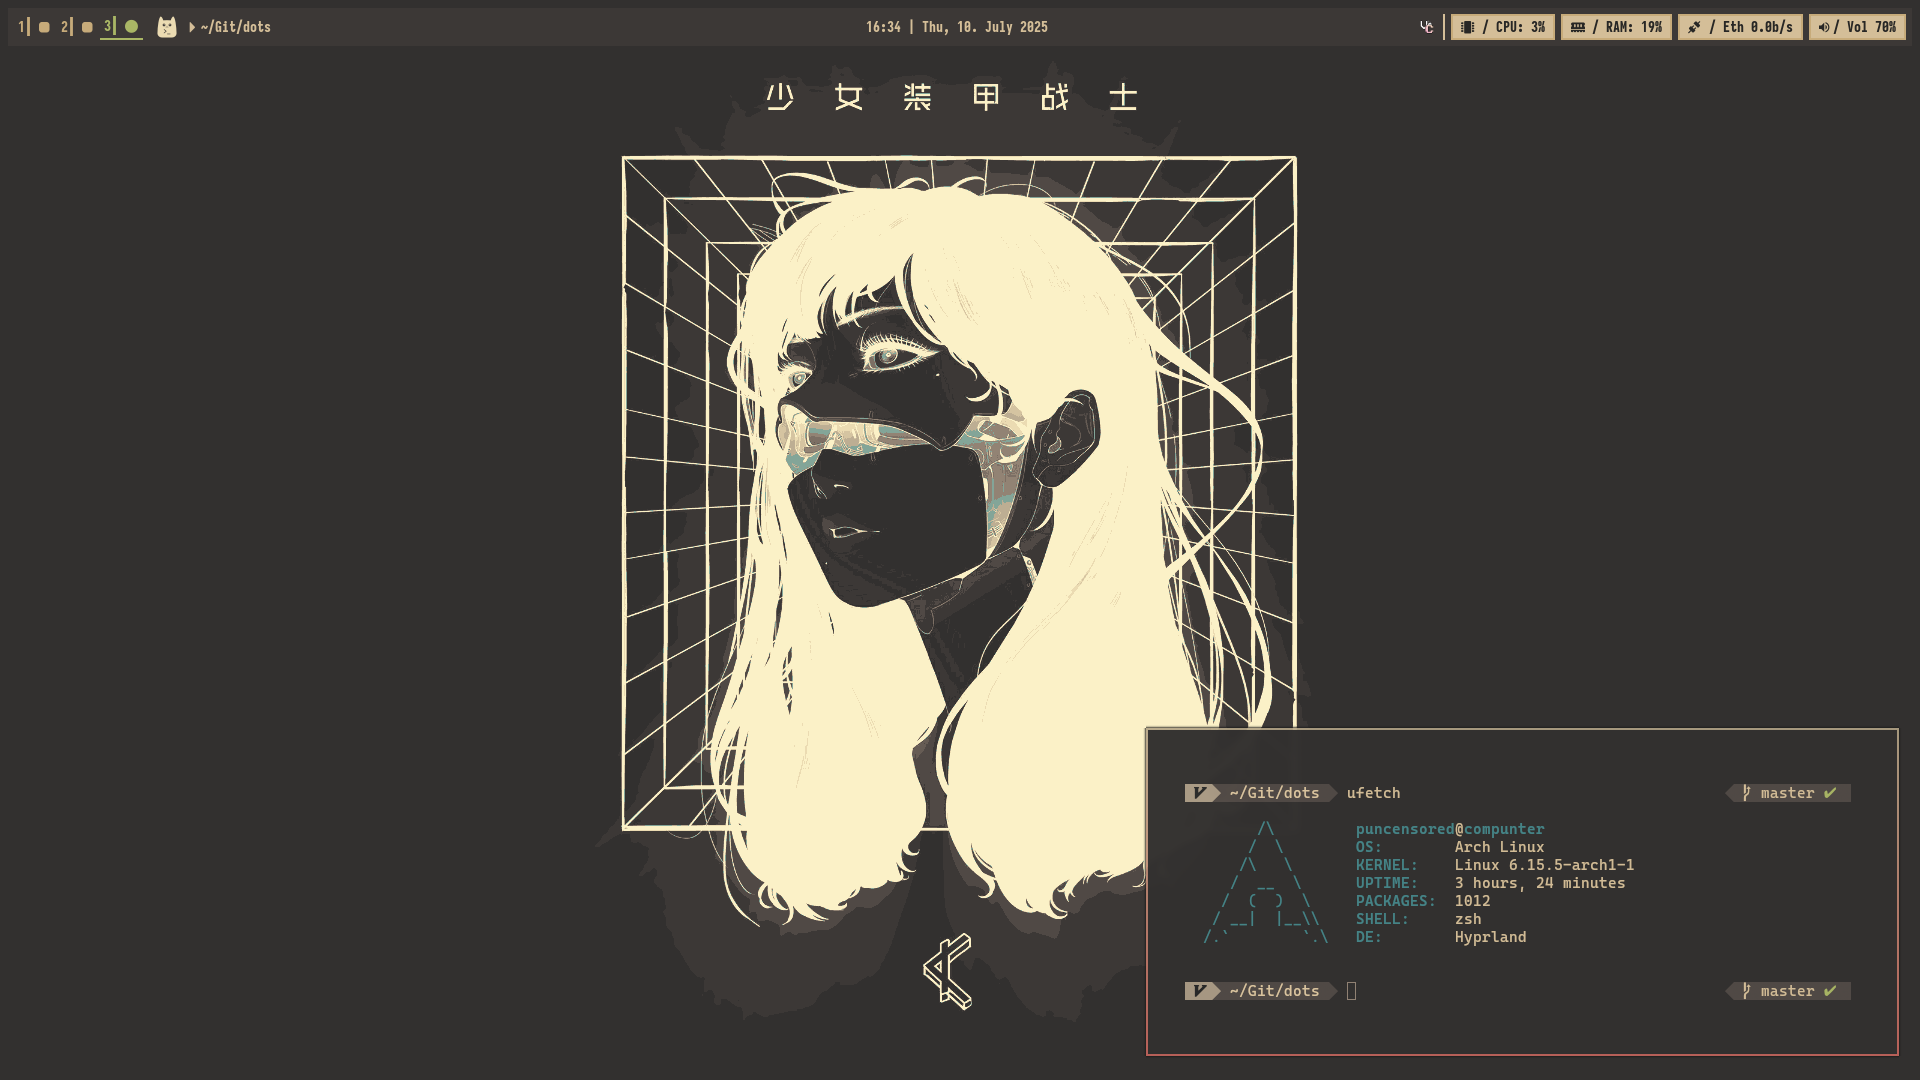 1| 2| 3| ~/Git/dots 16:34 | Thu, 10. July 2025 / CPU: 3% / RAM: 19% / Eth 0.0b/s / Vol 70%
少女装甲战士
V ~/Git/dots ufetch master ✔
puncensored@compunter
OS: Arch Linux
KERNEL: Linux 6.15.5-arch1-1
UPTIME: 3 hours, 24 minutes
PACKAGES: 1012
SHELL: zsh
DE: Hyprland
V ~/Git/dots master ✔